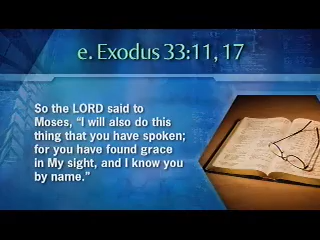 e. Exodus 33:11, 17
So the LORD said to
Moses, “I will also do this
thing that you have spoken;
for you have found grace
in My sight, and I know you
by name.”